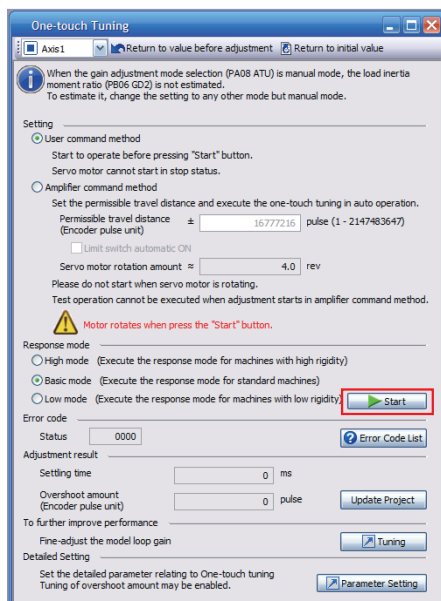 One-touch Tuning
Axis1 Return to value before adjustment Return to initial value
When the gain adjustment mode selection (PA08 ATU) is manual mode, the load inertia
moment ratio (PB06 GD2) is not estimated.
To estimate it, change the setting to any other mode but manual mode.
Setting
User command method
Start to operate before pressing "Start" button.
Servo motor cannot start in stop status.
Amplifier command method
Set the permissible travel distance and execute the one-touch tuning in auto operation.
Permissible travel distance
(Encoder pulse unit)
± 16777216 pulse (1 - 2147483647)
Limit switch automatic ON
Servo motor rotation amount ≈ 4.0 rev
Please do not start when servo motor is rotating.
Test operation cannot be executed when adjustment starts in amplifier command method.
Motor rotates when press the "Start" button.
Response mode
High mode (Execute the response mode for machines with high rigidity)
Basic mode (Execute the response mode for standard machines)
Low mode (Execute the response mode for machines with low rigidity) Start
Error code
Status 0000 Error Code List
Adjustment result
Settling time 0 ms
Overshoot amount
(Encoder pulse unit)
0 pulse Update Project
To further improve performance
Fine-adjust the model loop gain Tuning
Detailed Setting
Set the detailed parameter relating to One-touch tuning
Tuning of overshoot amount may be enabled.
Parameter Setting